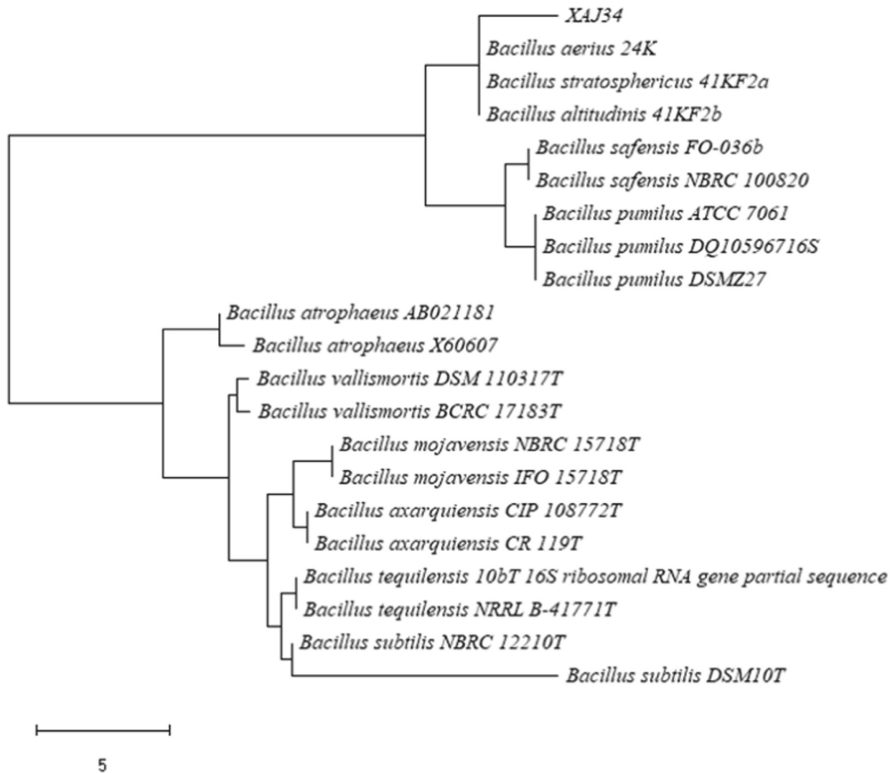 XAJ34
Bacillus aerius 24K
Bacillus stratosphericus 41KF2a
Bacillus altitudinis 41KF2b
Bacillus safensis FO-036b
Bacillus safensis NBRC 100820
Bacillus pumilus ATCC 7061
Bacillus pumilus DQ10596716S
Bacillus pumilus DSMZ27
Bacillus atrophaeus AB021181
Bacillus atrophaeus X60607
Bacillus vallismortis DSM 110317T
Bacillus vallismortis BCRC 17183T
Bacillus mojavensis NBRC 15718T
Bacillus mojavensis IFO 15718T
Bacillus axarquiensis CIP 108772T
Bacillus axarquiensis CR 119T
Bacillus tequilensis 10bT 16S ribosomal RNA gene partial sequence
Bacillus tequilensis NRRL B-41771T
Bacillus subtilis NBRC 12210T
Bacillus subtilis DSM10T
5